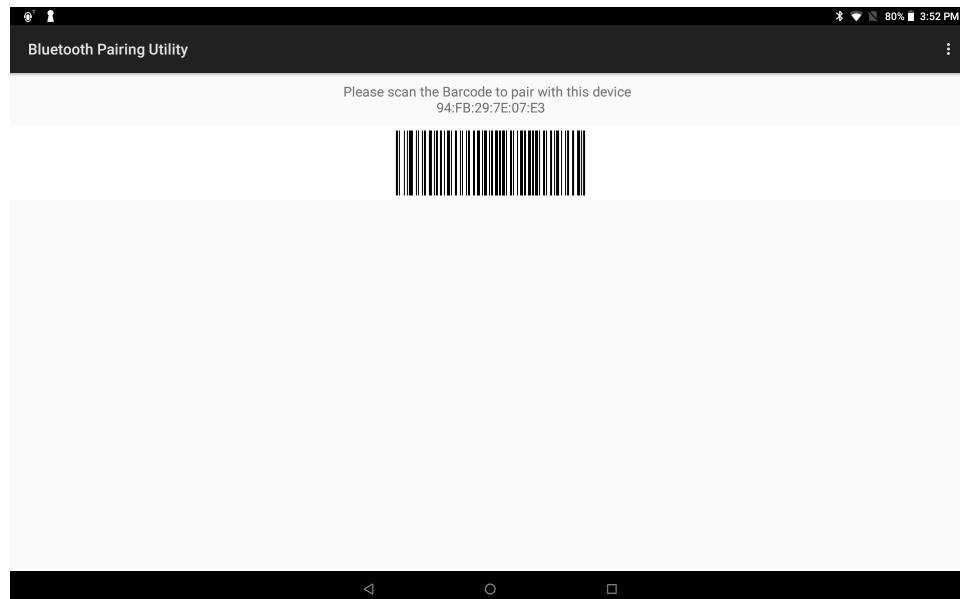 80% 3:52 PM
Bluetooth Pairing Utility
Please scan the Barcode to pair with this device
94:FB:29:7E:07:E3